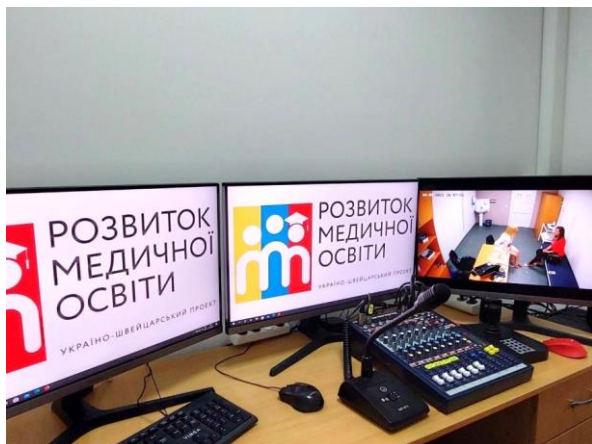 РОЗВИТОК
МЕДИЧНОЇ
ОСВІТИ
УКРАЇНО-ШВЕЙЦАРСЬКИЙ ПРОЕКТ
РОЗВИТОК
МЕДИЧНОЇ
ОСВІТИ
УКРАЇНО-ШВЕЙЦАРСЬКИЙ ПРОЕКТ